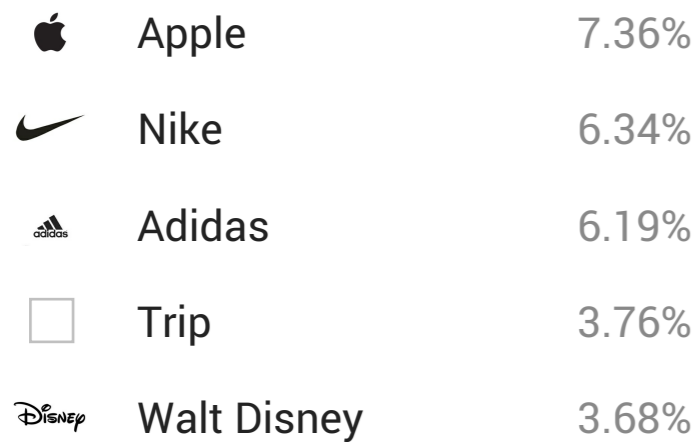 Apple 7.36%
Nike 6.34%
adidas Adidas 6.19%
Trip 3.76%
Disney Walt Disney 3.68%